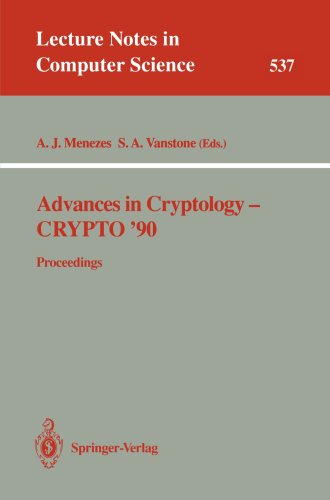 Lecture Notes in
Computer Science 537
A. J. Menezes S. A. Vanstone (Eds.)
Advances in Cryptology –
CRYPTO ’90
Proceedings
Springer-Verlag